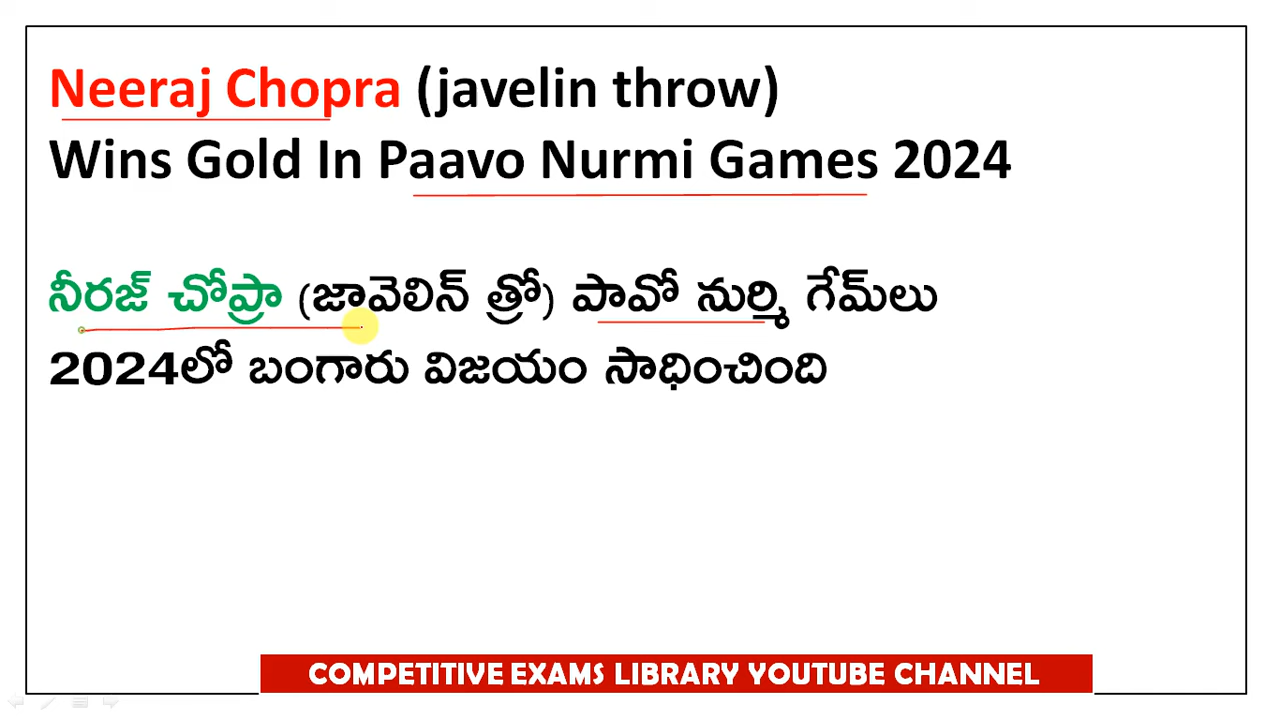 Neeraj Chopra (javelin throw)
Wins Gold In Paavo Nurmi Games 2024
నీరజ్ చోప్రా (జావెలిన్ త్రో) పావో నుర్మి గేమ్‌లు
2024లో బంగారు విజయం సాధించింది
COMPETITIVE EXAMS LIBRARY YOUTUBE CHANNEL